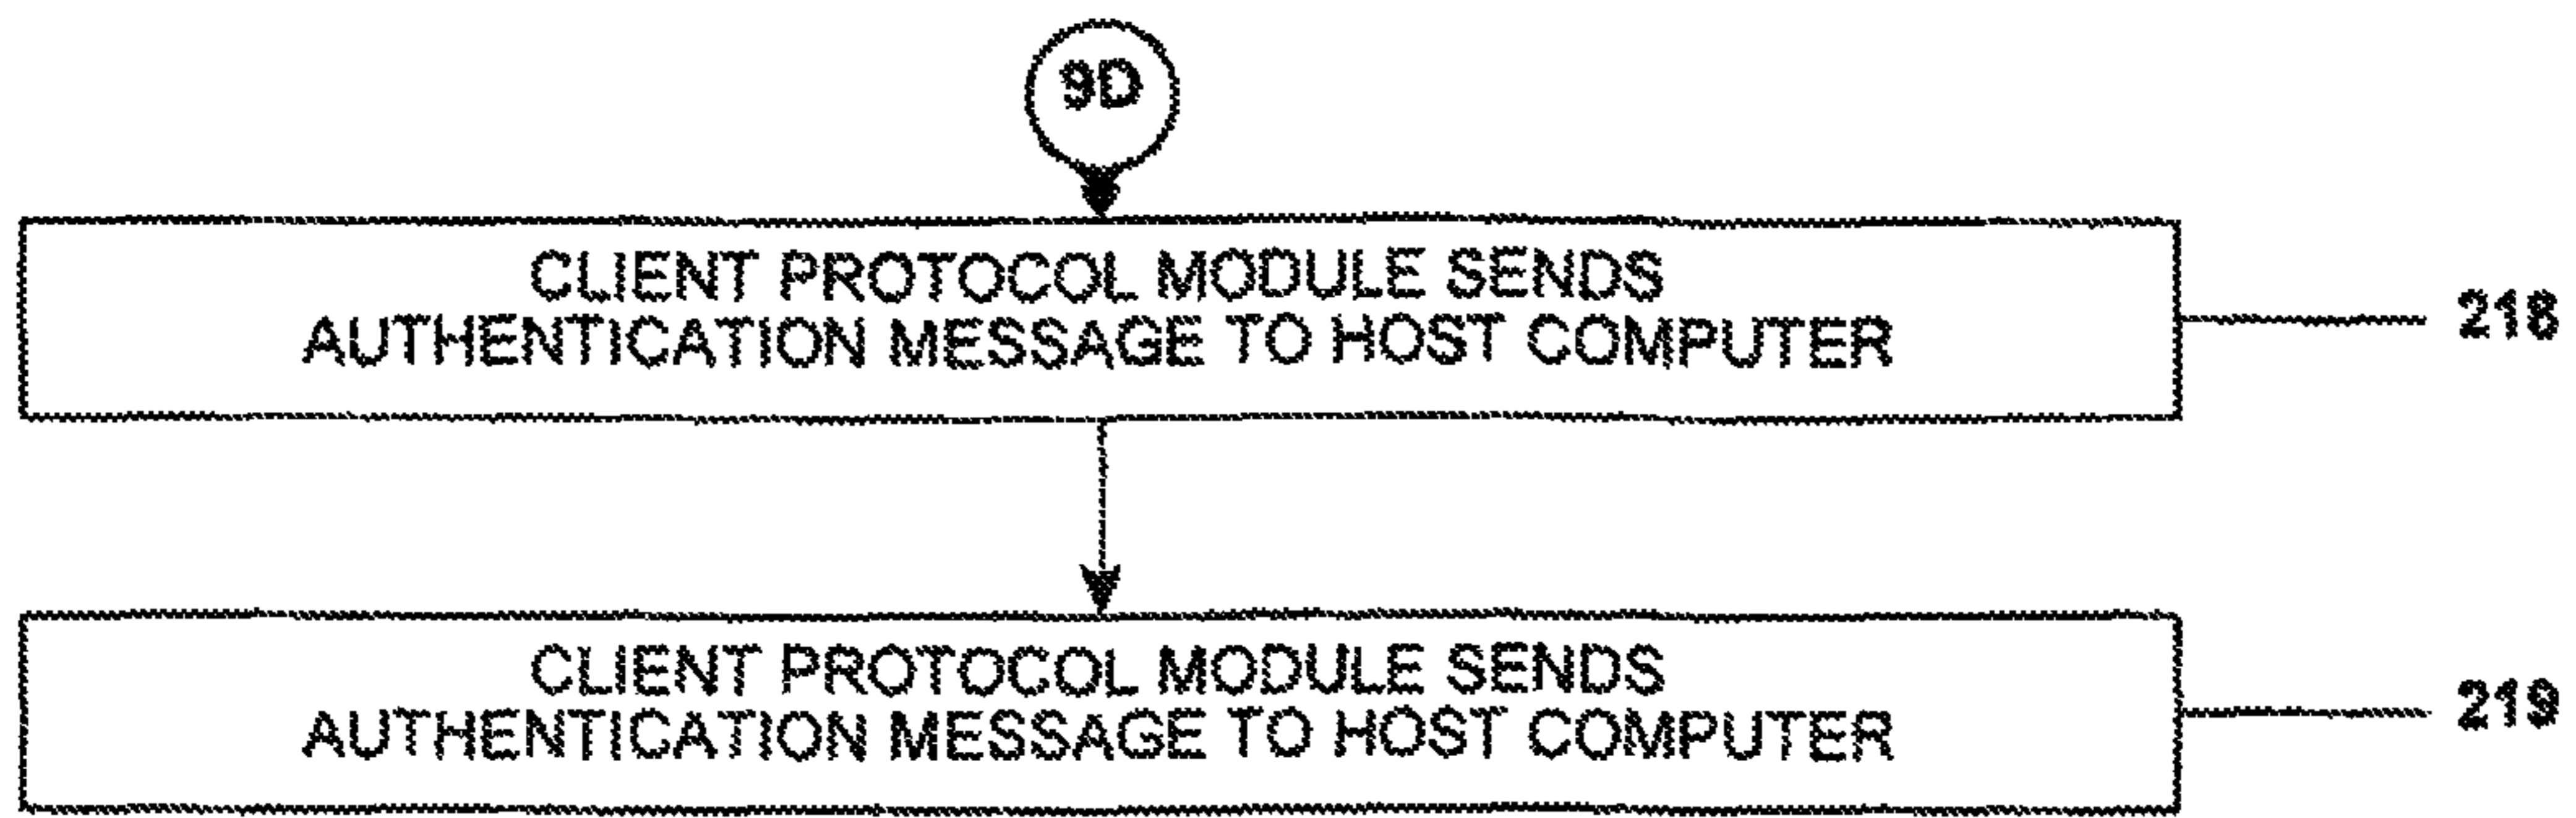 9D
CLIENT PROTOCOL MODULE SENDS
AUTHENTICATION MESSAGE TO HOST COMPUTER
218
CLIENT PROTOCOL MODULE SENDS
AUTHENTICATION MESSAGE TO HOST COMPUTER
219